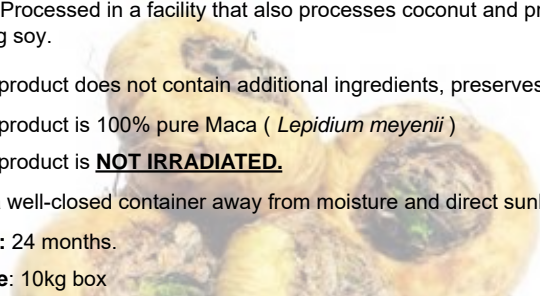 Processed in a facility that also processes coconut and pr
g soy.
product does not contain additional ingredients, preserves
product is 100% pure Maca ( Lepidium meyenii )
product is NOT IRRADIATED.
well-closed container away from moisture and direct sunl
: 24 months.
e: 10kg box